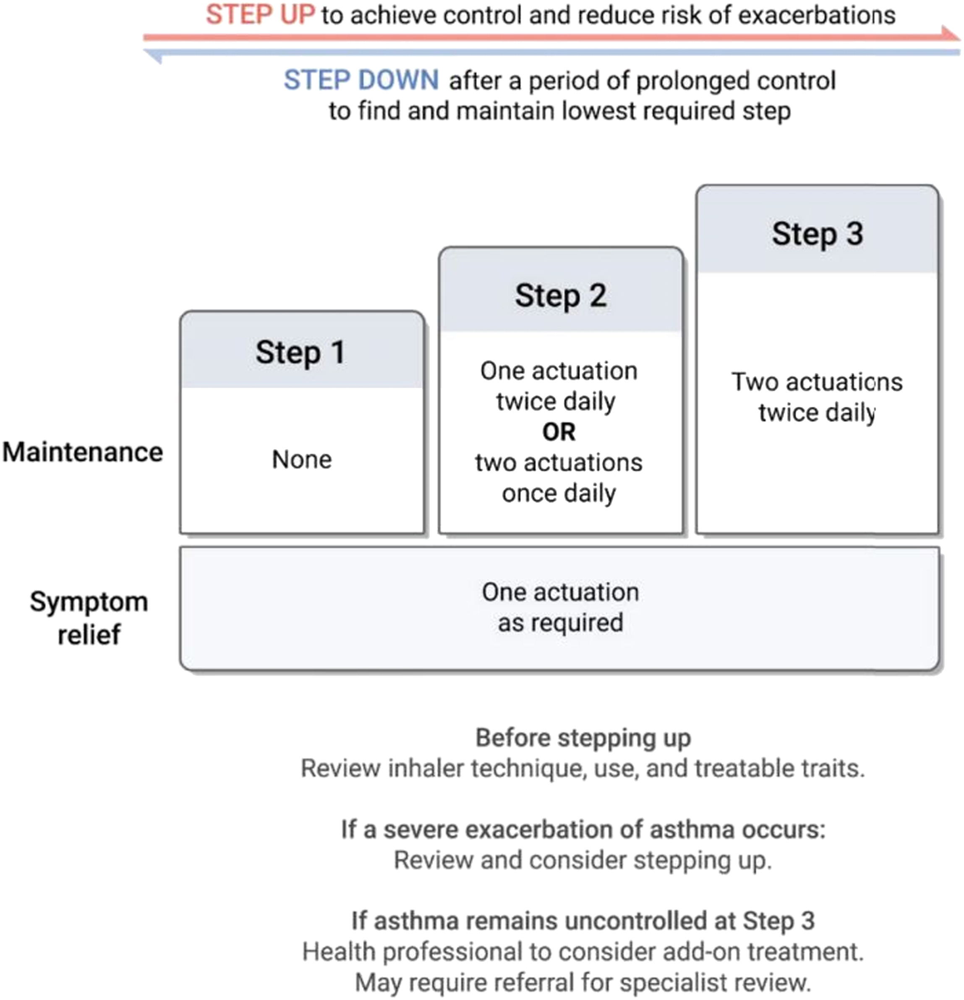 STEP UP to achieve control and reduce risk of exacerbations
STEP DOWN after a period of prolonged control
to find and maintain lowest required step
Step 1
Step 2
Step 3
Maintenance
None
One actuation
twice daily
OR
two actuations
once daily
Two actuations
twice daily
Symptom
relief
One actuation
as required
Before stepping up
Review inhaler technique, use, and treatable traits.
If a severe exacerbation of asthma occurs:
Review and consider stepping up.
If asthma remains uncontrolled at Step 3
Health professional to consider add-on treatment.
May require referral for specialist review.